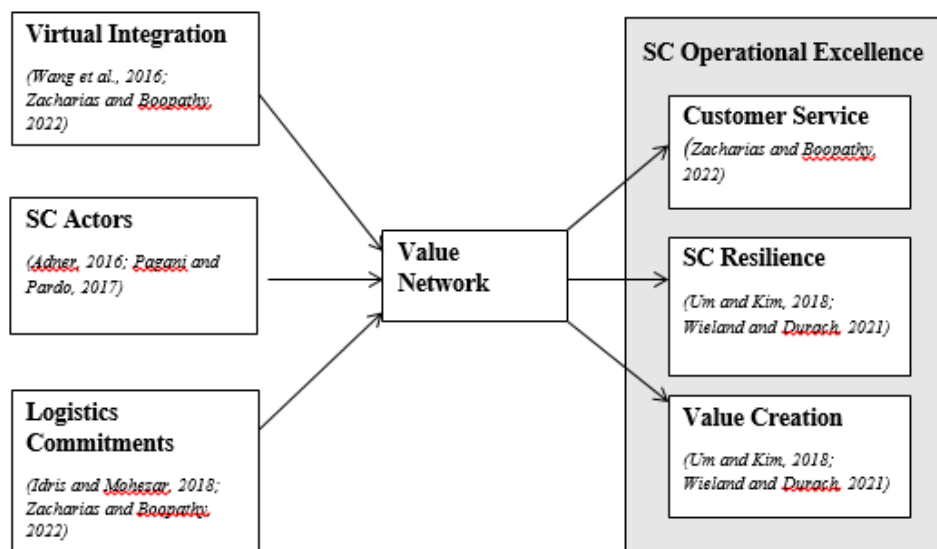 Virtual Integration
(Wang et al., 2016;
Zacharias and Boopathy,
2022)
SC Actors
(Adner, 2016; Pagani and
Pardo, 2017)
Logistics
Commitments
(Idris and Mohezar, 2018;
Zacharias and Boopathy,
2022)
Value
Network
SC Operational Excellence
Customer Service
(Zacharias and Boopathy,
2022)
SC Resilience
(Um and Kim, 2018;
Wieland and Durach, 2021)
Value Creation
(Um and Kim, 2018;
Wieland and Durach, 2021)